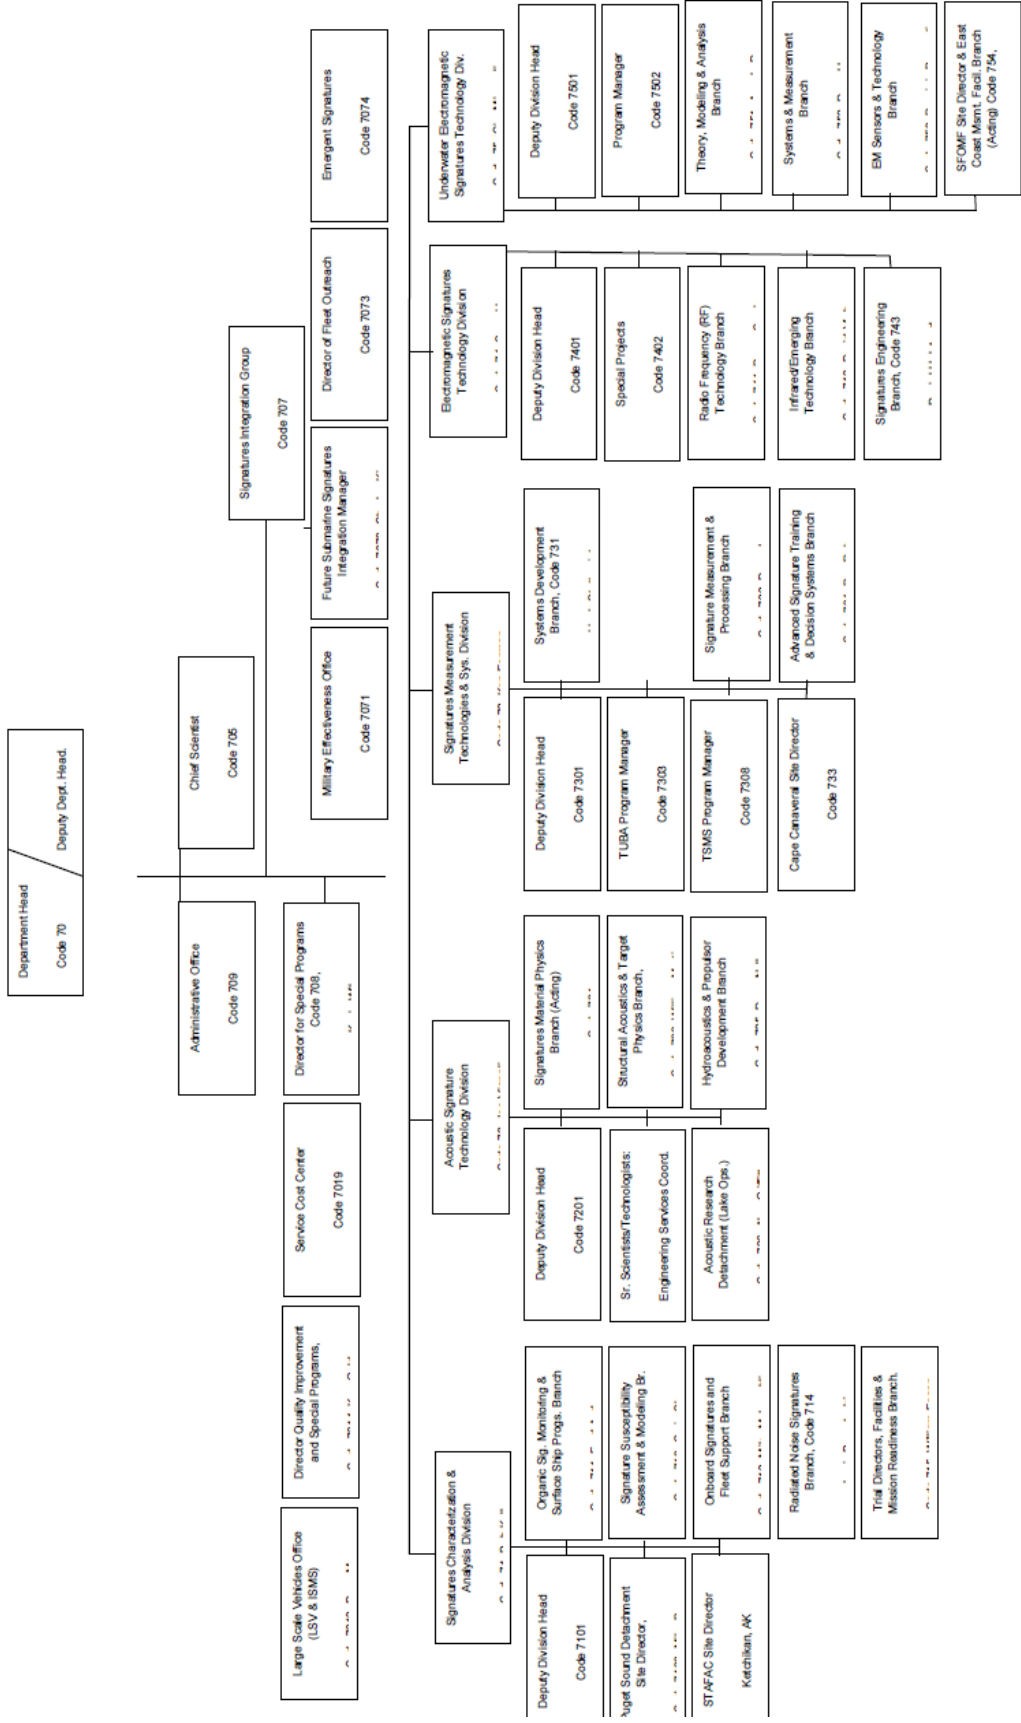 Department Head
Code 70
Deputy Dept. Head.
Administrative Office
Code 709
Chief Scientist
Code 705
Large Scale Vehicles Office
(LSV & ISMS)
Director Quality Improvement
and Special Programs,
Service Cost Center
Code 7019
Director for Special Programs
Code 708,
Signatures Integration Group
Code 707
Military Effectiveness Office
Code 7071
Future Submarine Signatures
Integration Manager
Director of Fleet Outreach
Code 7073
Emergent Signatures
Code 7074
Signatures Characterization &
Analysis Division
Acoustic Signature
Technology Division
Signatures Measurement
Technologies & Sys. Division
Electromagnetic Signatures
Technology Division
Underwater Electromagnetic
Signatures Technology Div.
Deputy Division Head
Code 7101
Puget Sound Detachment
Site Director,
STAFAC Site Director
Ketchikan, AK
Organic Sig. Monitoring &
Surface Ship Progs. Branch
Signature Susceptibility
Assessment & Modeling Br.
Onboard Signatures and
Fleet Support Branch
Radiated Noise Signatures
Branch, Code 714
Trial Directors, Facilities &
Mission Readiness Branch.
Deputy Division Head
Code 7201
Sr. Scientists/Technologists:
Engineering Services Coord.
Acoustic Research
Detachment (Lake Ops.)
Signatures Material Physics
Branch (Acting)
Structural Acoustics & Target
Physics Branch,
Hydroacoustics & Propulsor
Development Branch
Deputy Division Head
Code 7301
TUBA Program Manager
Code 7303
TSMS Program Manager
Code 7308
Cape Canaveral Site Director
Code 733
Systems Development
Branch, Code 731
Signature Measurement &
Processing Branch
Advanced Signature Training
& Decision Systems Branch
Deputy Division Head
Code 7401
Special Projects
Code 7402
Radio Frequency (RF)
Technology Branch
Infrared/Emerging
Technology Branch
Signatures Engineering
Branch, Code 743
Deputy Division Head
Code 7501
Program Manager
Code 7502
Theory, Modeling & Analysis
Branch
Systems & Measurement
Branch
EM Sensors & Technology
Branch
SFOMF Site Director & East
Coast Msmt. Facil. Branch
(Acting) Code 754,